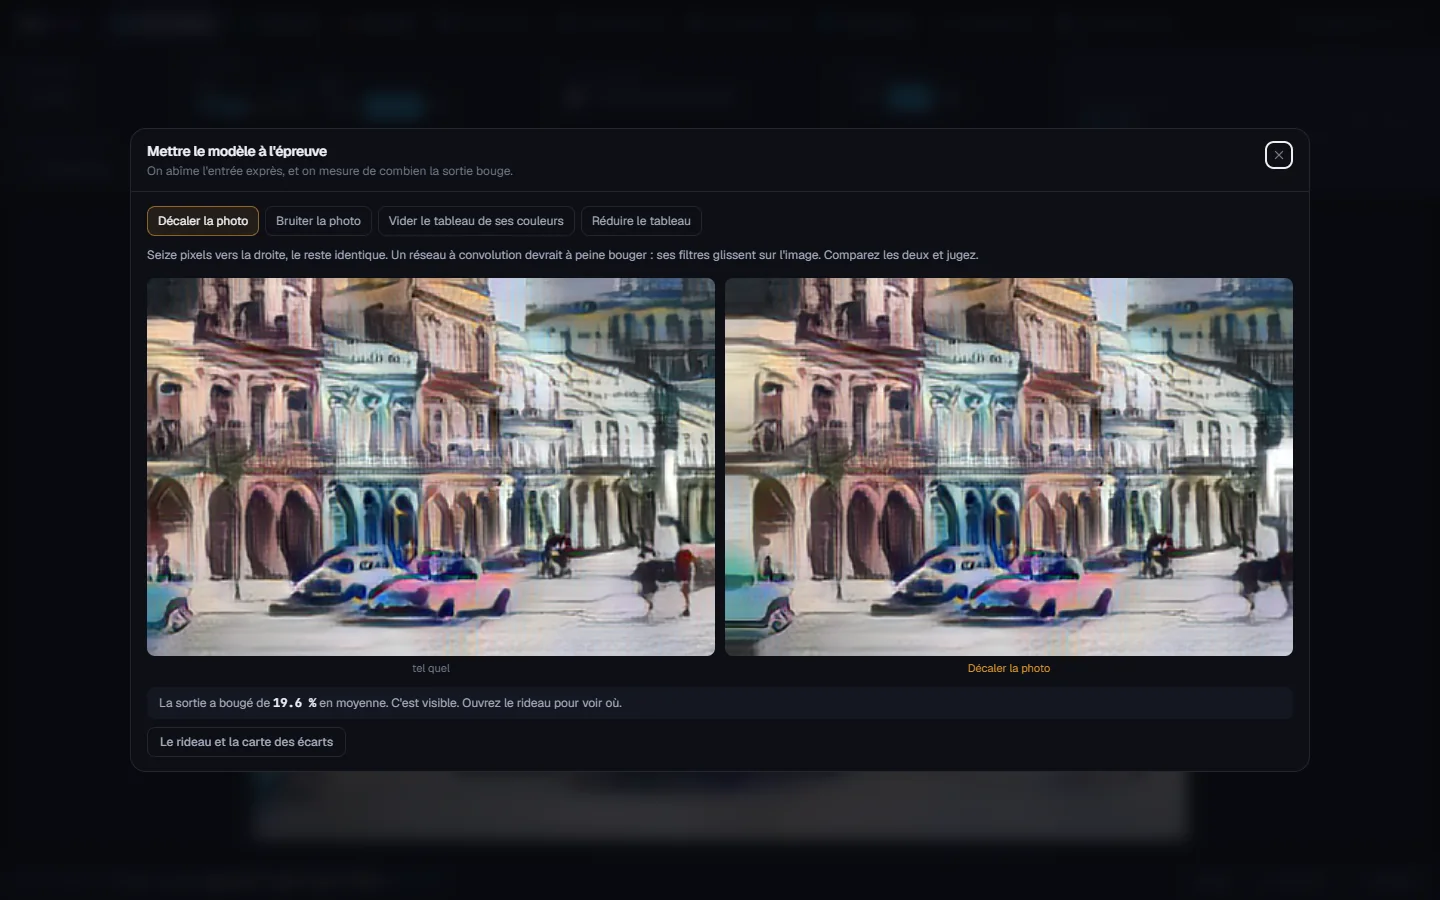 Mettre le modèle à l'épreuve
On abîme l'entrée exprès, et on mesure de combien la sortie bouge.
Décaler la photo
Bruiter la photo
Vider le tableau de ses couleurs
Réduire le tableau
Seize pixels vers la droite, le reste identique. Un réseau à convolution devrait à peine bouger : ses filtres glissent sur l'image. Comparez les deux et jugez.
tel quel
Décaler la photo
La sortie a bougé de 19.6 % en moyenne. C'est visible. Ouvrez le rideau pour voir où.
Le rideau et la carte des écarts